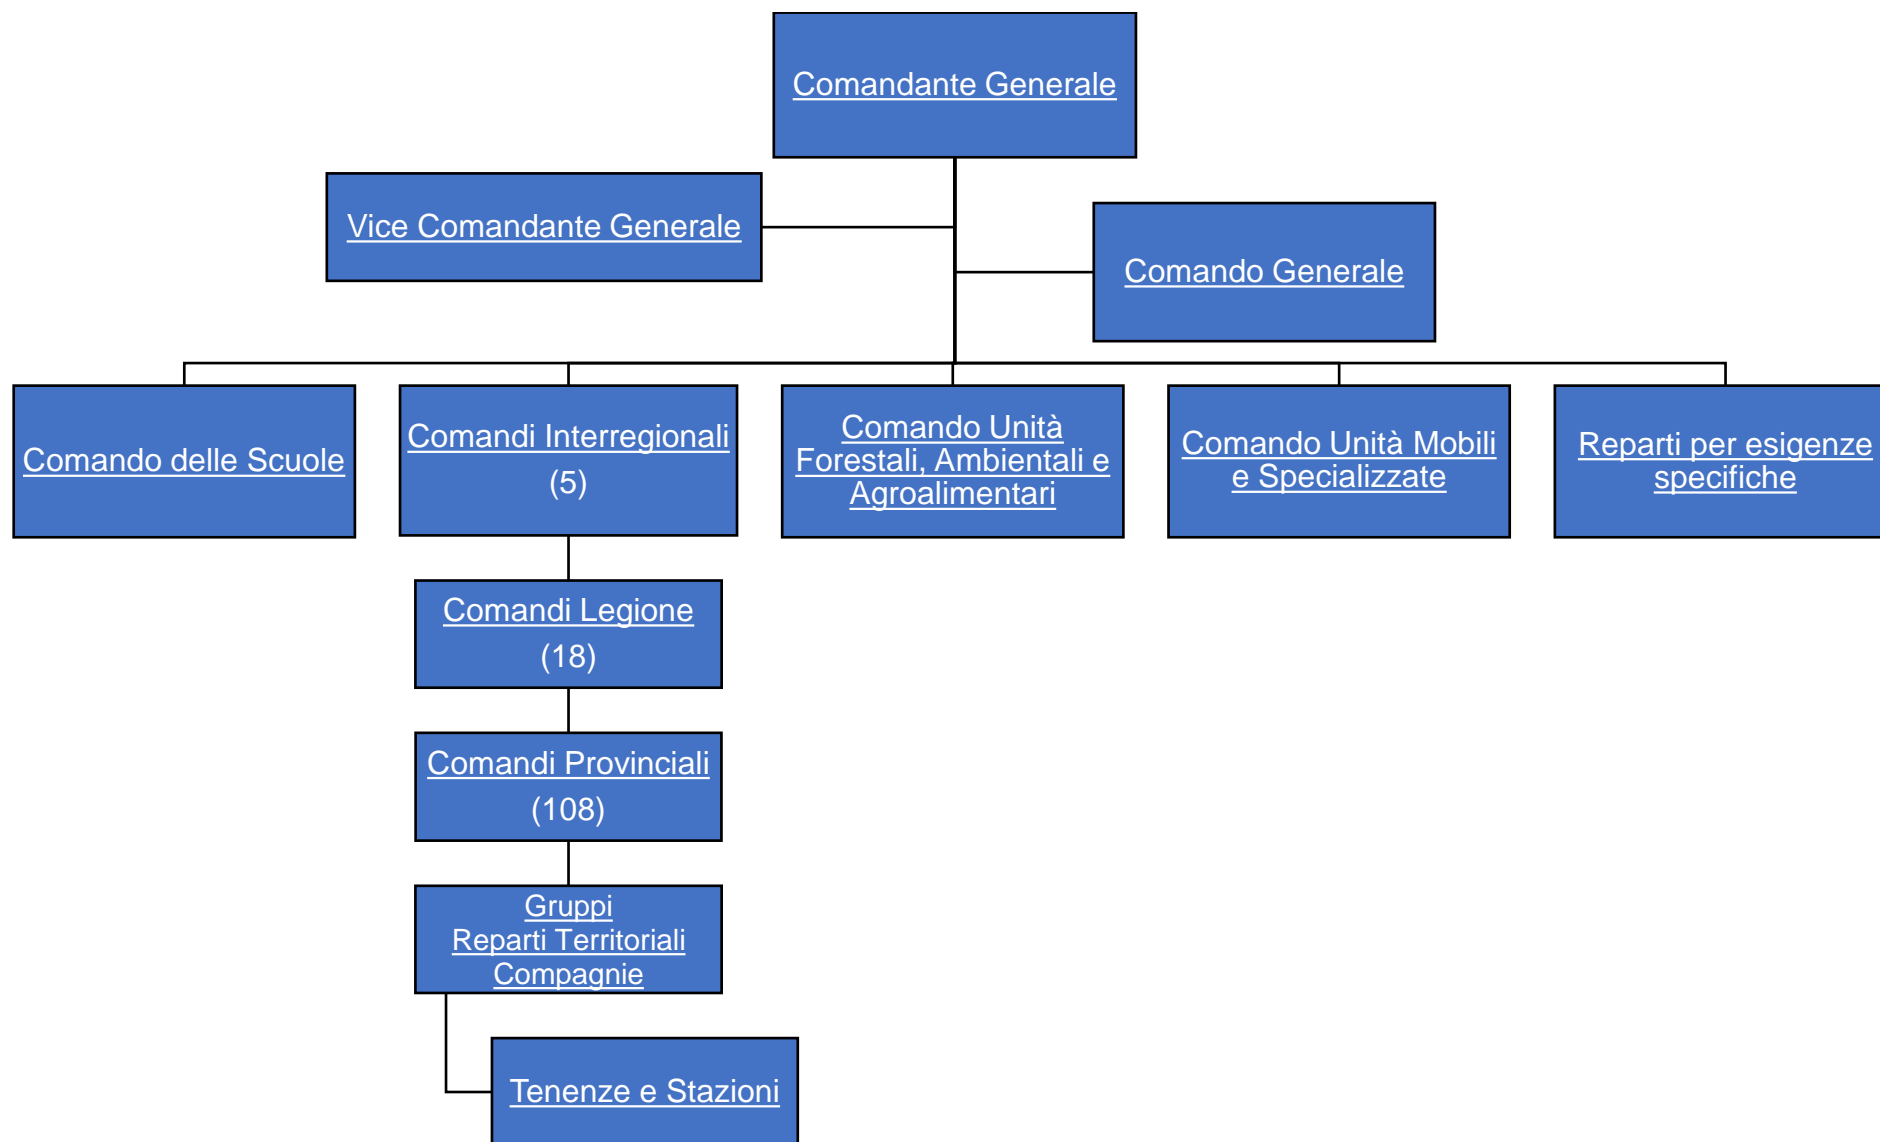 Comandante Generale
Vice Comandante Generale
Comando Generale
Comando delle Scuole
Comandi Interregionali
(5)
Comando Unità
Forestali, Ambientali e
Agroalimentari
Comando Unità Mobili
e Specializzate
Reparti per esigenze
specifiche
Comandi Legione
(18)
Comandi Provinciali
(108)
Gruppi
Reparti Territoriali
Compagnie
Tenenze e Stazioni